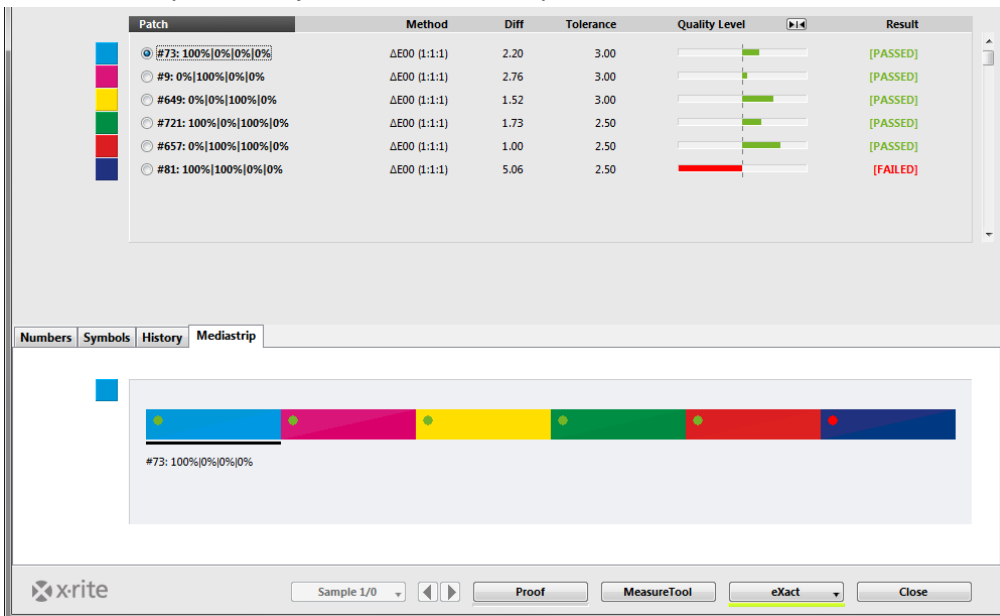 Patch Method Diff Tolerance Quality Level Result
#73: 100%|0%|0%|0% ΔE00 (1:1:1) 2.20 3.00 [PASSED]
#9: 0%|100%|0%|0% ΔE00 (1:1:1) 2.76 3.00 [PASSED]
#649: 0%|0%|100%|0% ΔE00 (1:1:1) 1.52 3.00 [PASSED]
#721: 100%|0%|100%|0% ΔE00 (1:1:1) 1.73 2.50 [PASSED]
#657: 0%|100%|100%|0% ΔE00 (1:1:1) 1.00 2.50 [PASSED]
#81: 100%|100%|0%|0% ΔE00 (1:1:1) 5.06 2.50 [FAILED]
Numbers Symbols History Mediastrip
#73: 100%|0%|0%|0%
x·rite Sample 1/0 Proof MeasureTool eXact Close